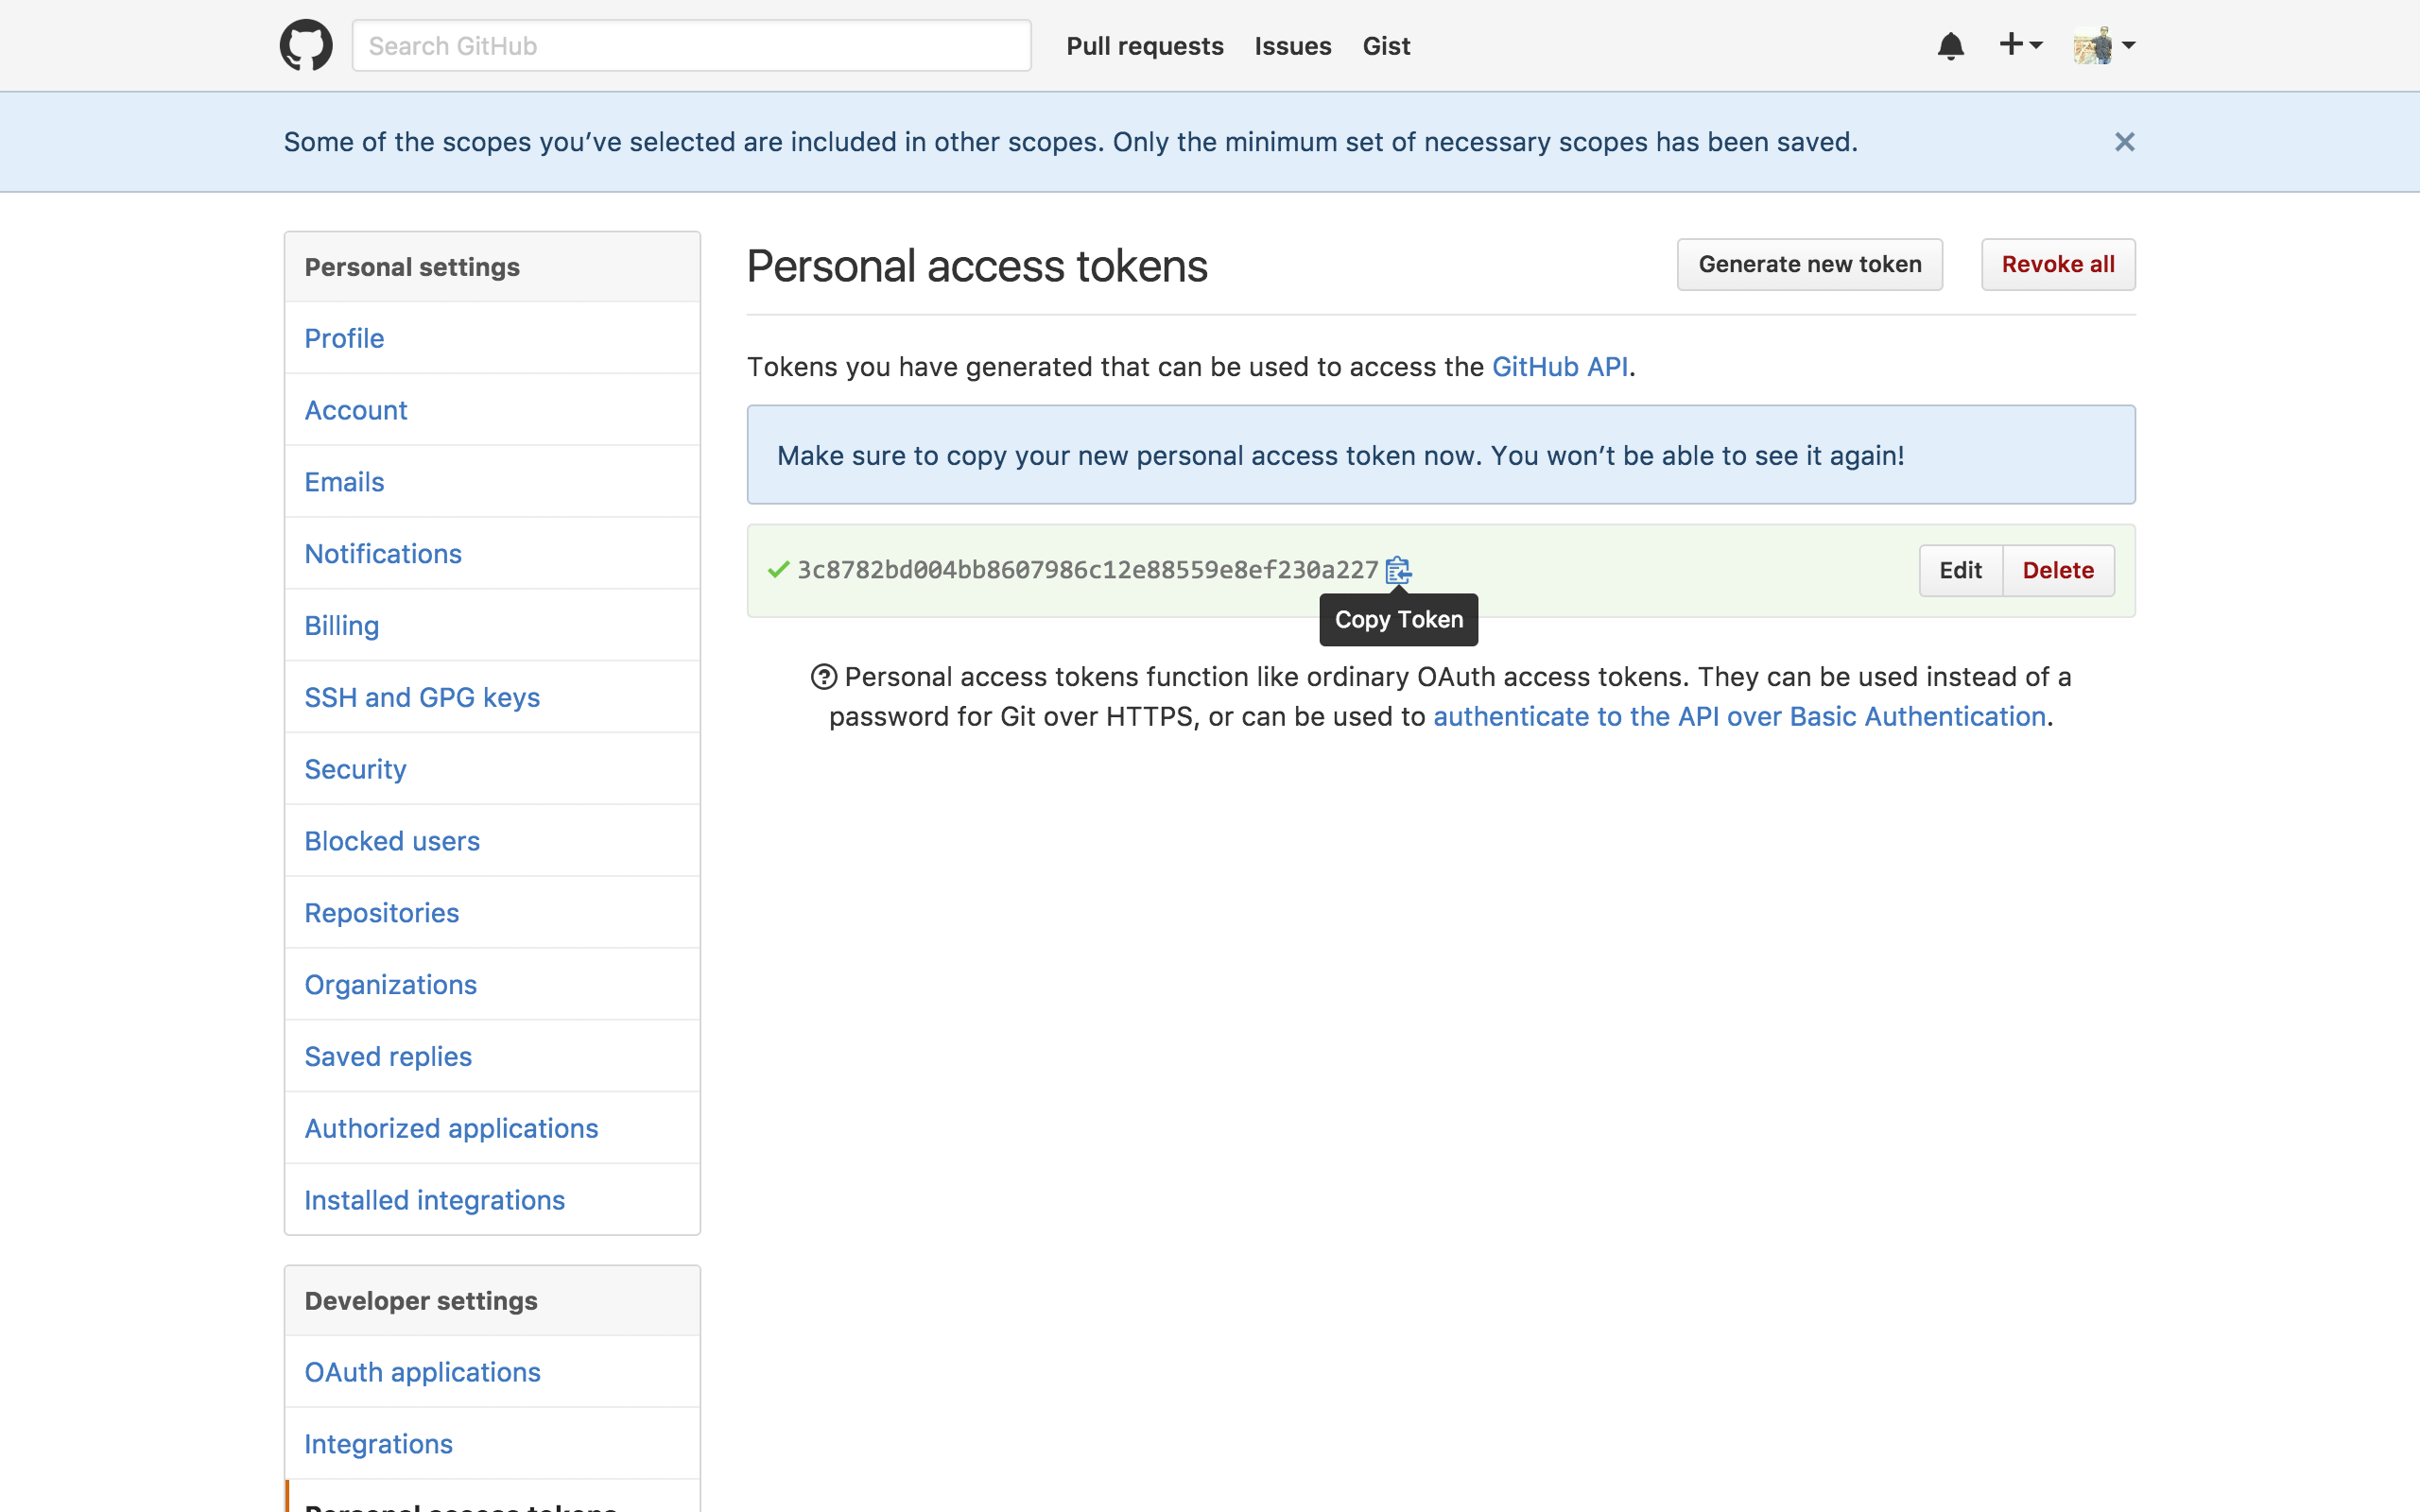 Search GitHub
Pull requests Issues Gist
Some of the scopes you’ve selected are included in other scopes. Only the minimum set of necessary scopes has been saved.
Personal settings
Profile
Account
Emails
Notifications
Billing
SSH and GPG keys
Security
Blocked users
Repositories
Organizations
Saved replies
Authorized applications
Installed integrations
Developer settings
OAuth applications
Integrations
Personal access tokens
Personal access tokens
Generate new token
Revoke all
Tokens you have generated that can be used to access the GitHub API.
Make sure to copy your new personal access token now. You won’t be able to see it again!
3c8782bd004bb8607986c12e88559e8ef230a227
Edit Delete
Copy Token
Personal access tokens function like ordinary OAuth access tokens. They can be used instead of a
password for Git over HTTPS, or can be used to authenticate to the API over Basic Authentication.